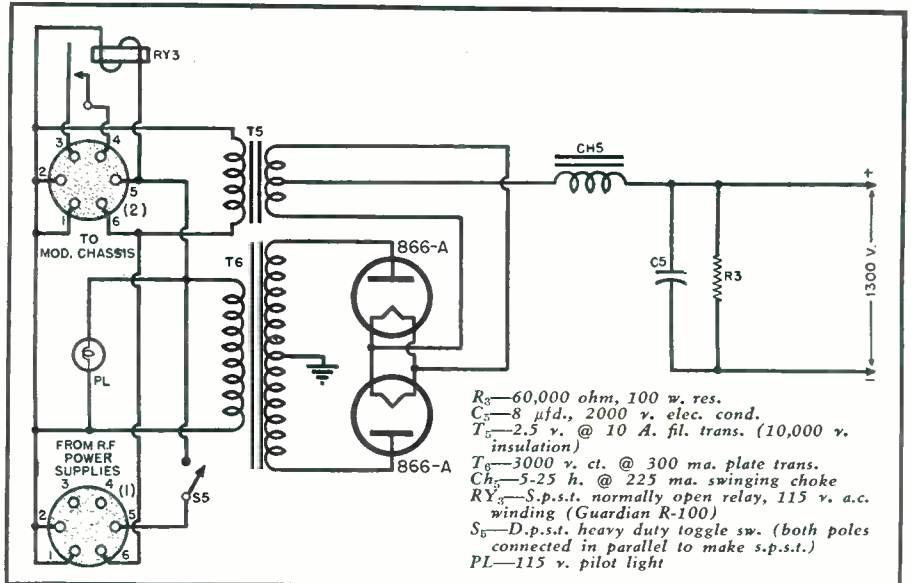 RY3
3
4
2
5
1
(2)
6
TO
MOD. CHASSIS
T5
CH5
+
C5
R3
1300 V.
T6
866-A
866-A
PL
FROM R.F
POWER
SUPPLIES
3
4
(1)
2
5
1
6
S5
R₃—60,000 ohm, 100 w. res.
C₅—8 µfd., 2000 v. elec. cond.
T₅—2.5 v. @ 10 A. fil. trans. (10,000 v.
insulation)
T₆—3000 v. ct. @ 300 ma. plate trans.
Ch₅—5-25 h. @ 225 ma. swinging choke
RY₃—S.p.s.t. normally open relay, 115 v. a.c.
winding (Guardian R-100)
S₅—D.p.s.t. heavy duty toggle sw. (both poles
connected in parallel to make s.p.s.t.)
PL—115 v. pilot light